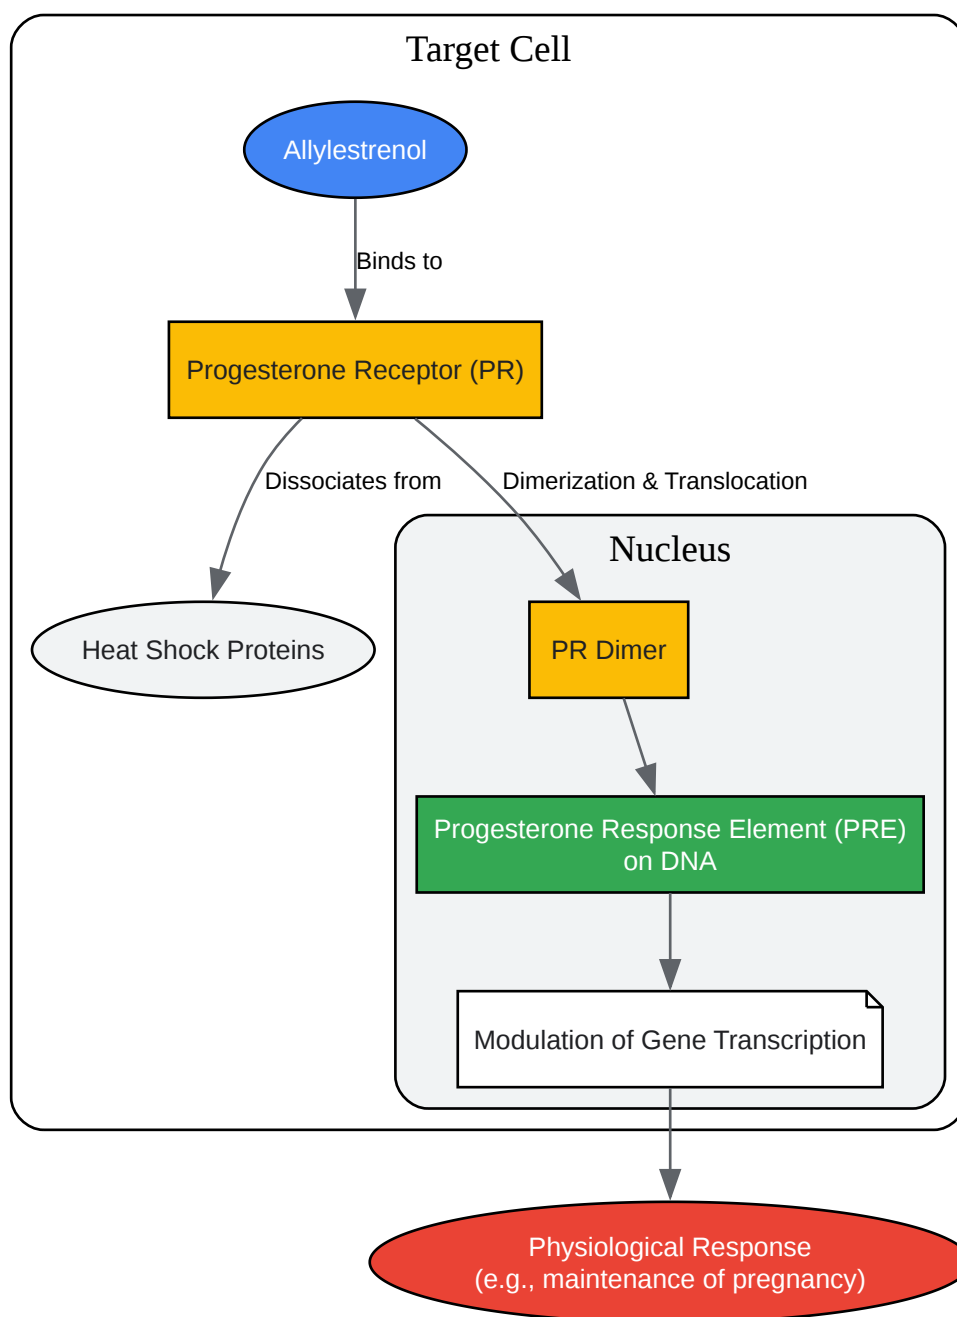 Target Cell
Allylestrenol
Binds to
Progesterone Receptor (PR)
Dissociates from
Dimerization & Translocation
Nucleus
Heat Shock Proteins
PR Dimer
Progesterone Response Element (PRE)
on DNA
Modulation of Gene Transcription
Physiological Response
(e.g., maintenance of pregnancy)